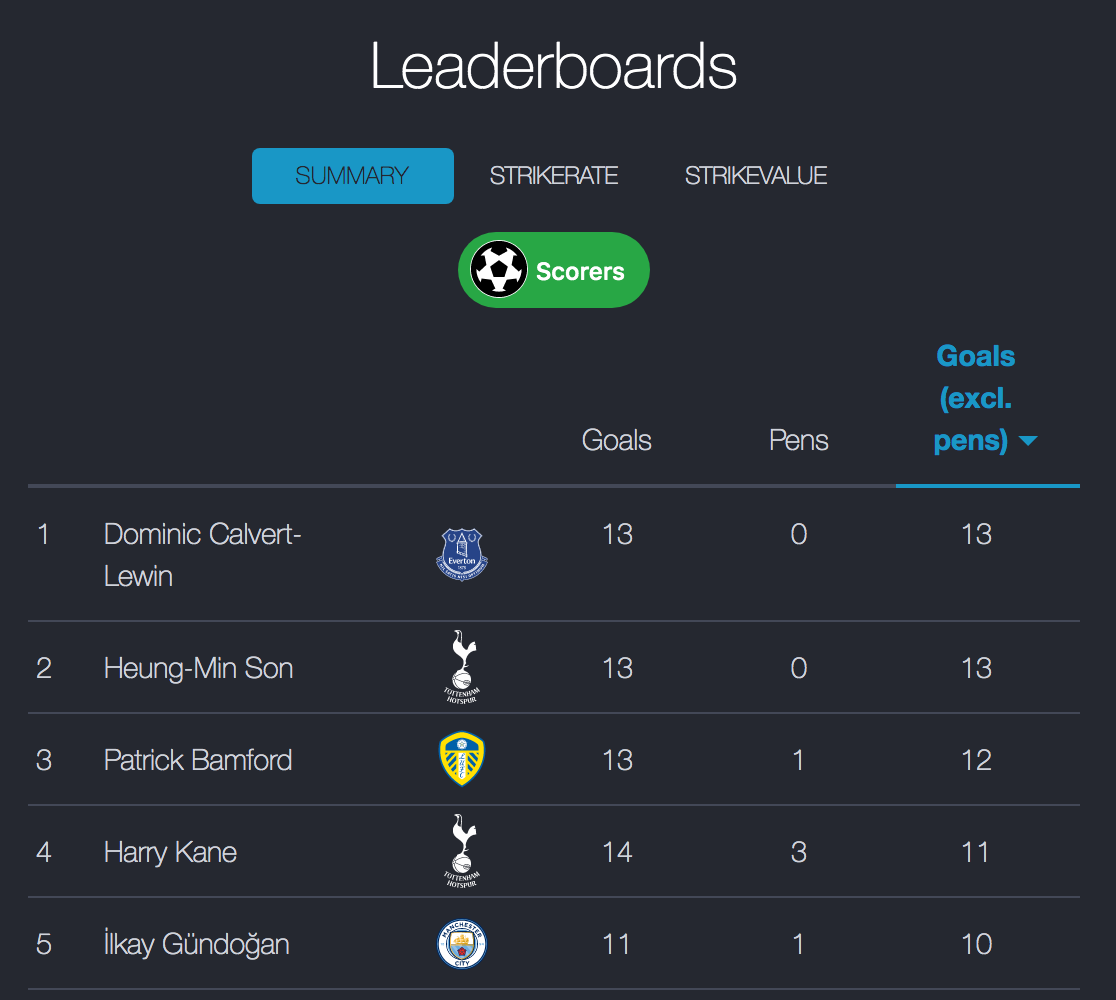 Leaderboards
SUMMARY STRIKERATE STRIKEVALUE
Scorers
Goals
(excl.
Goals Pens pens)
1 Dominic Calvert- Everton 13 0 13
Lewin
2 Heung-Min Son TOTTENHAM HOTSPUR 13 0 13
3 Patrick Bamford 13 1 12
4 Harry Kane TOTTENHAM HOTSPUR 14 3 11
5 İlkay Gündoğan MANCHESTER CITY 11 1 10